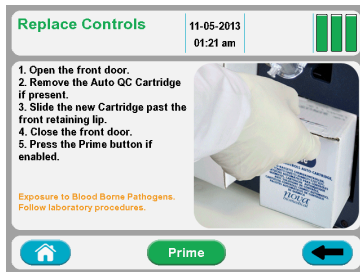 Replace Controls
11-05-2013
01:21 am
1. Open the front door.
2. Remove the Auto QC Cartridge
if present.
3. Slide the new Cartridge past the
front retaining lip.
4. Close the front door.
5. Press the Prime button if
enabled.
Exposure to Blood Borne Pathogens.
Follow laboratory procedures.
nova
Prime